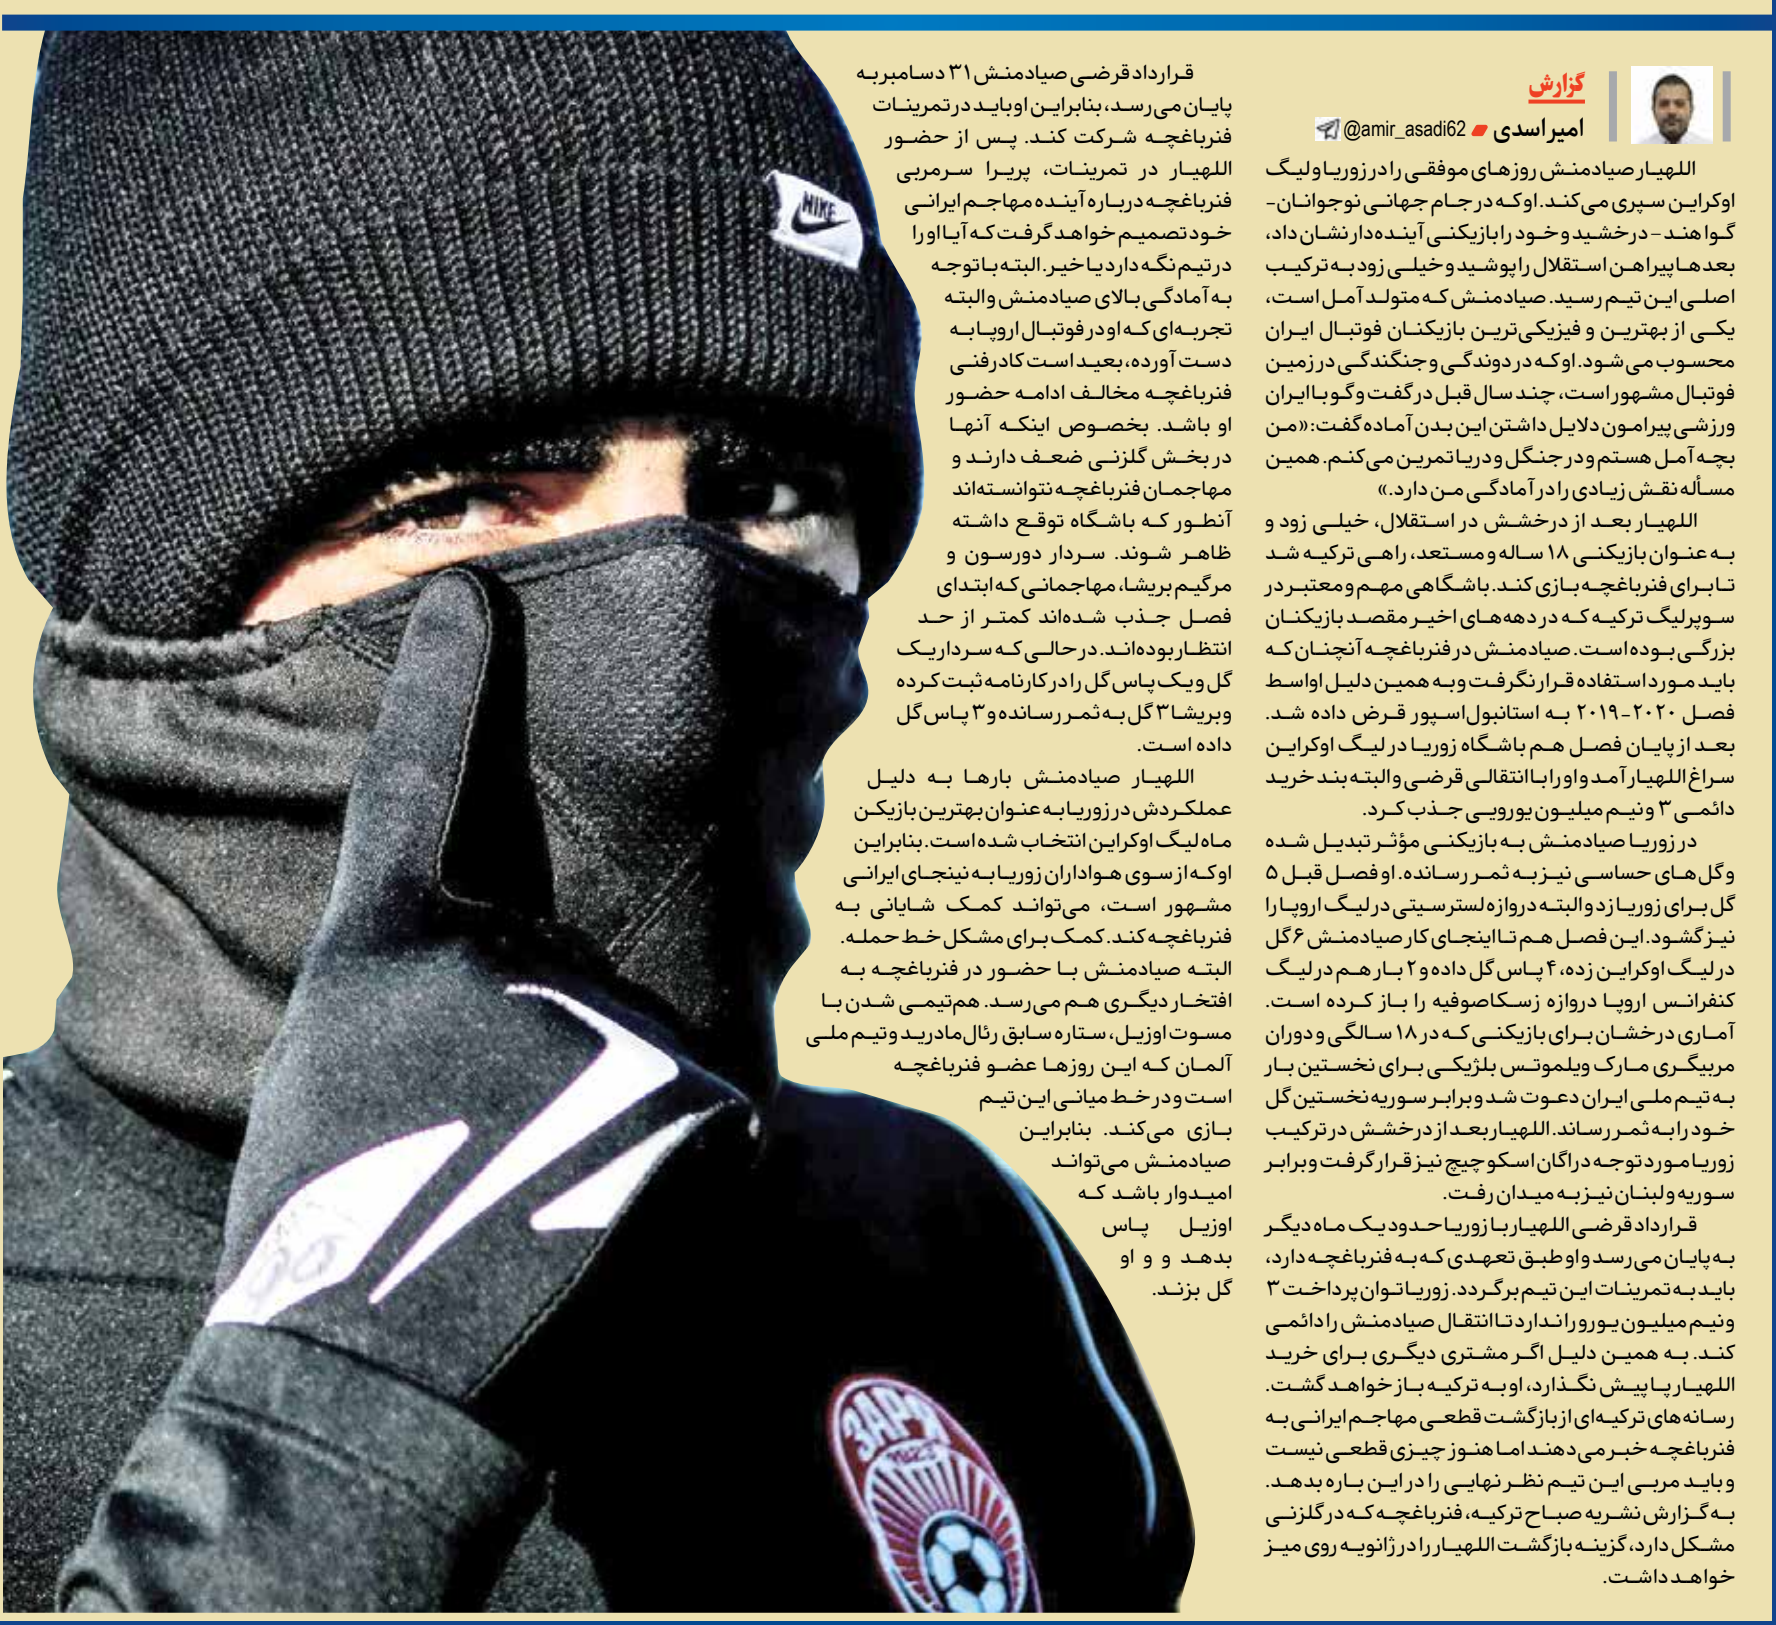 گزارش
امیر اسدی @amir_asadi62
اللهیار صیادمنش روزهای موفقی را در زوریا و لیگ
اوکراین سپری می‌کند. او که در جام جهانی نوجوانان-
گوا هند - درخشید و خود را بازیکنی آینده‌دار نشان داد،
بعدها پیراهن استقلال را پوشید و خیلی زود به ترکیب
اصلی این تیم رسید. صیادمنش که متولد آمل است،
یکی از بهترین و فیزیکی‌ترین بازیکنان فوتبال ایران
محسوب می‌شود. او که در دوندگی و جنگندگی در زمین
فوتبال مشهور است، چند سال قبل در گفت و گو با ایران
ورزشی پیرامون دلایل داشتن این بدن آماده گفت: «من
بچه آمل هستم و در جنگل و دریا تمرین می‌کنم. همین
مسأله نقش زیادی را در آمادگی من دارد.»
اللهیار بعد از درخشش در استقلال، خیلی زود و
به عنوان بازیکنی ۱۸ ساله و مستعد، راهی ترکیه شد
تا برای فنرباغچه بازی کند. باشگاهی مهم و معتبر در
سوپرلیگ ترکیه که در دهه‌های اخیر مقصد بازیکنان
بزرگی بوده است. صیادمنش در فنرباغچه آنچنان که
باید مورد استفاده قرار نگرفت و به همین دلیل اواسط
فصل ۲۰۲۰-۲۰۱۹ به استانبول‌اسپور قرض داده شد.
بعد از پایان فصل هم باشگاه زوریا در لیگ اوکراین
سراغ اللهیار آمد و او را با انتقالی قرضی و البته بند خرید
دائمی ۳ و نیم میلیون یورویی جذب کرد.
در زوریا صیادمنش به بازیکنی مؤثر تبدیل شده
و گل‌های حساسی نیز به ثمر رسانده. او فصل قبل ۵
گل برای زوریا زد و البته دروازه لسترسیتی در لیگ اروپا را
نیز گشود. این فصل هم تا اینجای کار صیادمنش ۶ گل
در لیگ اوکراین زده، ۴ پاس گل داده و ۲ بار هم در لیگ
کنفرانس اروپا دروازه زسکاصوفیه را باز کرده است.
آماری درخشان برای بازیکنی که در ۱۸ سالگی و دوران
مربیگری مارک ویلموتس بلژیکی برای نخستین بار
به تیم ملی ایران دعوت شد و برابر سوریه نخستین گل
خود را به ثمر رساند. اللهیار بعد از درخشش در ترکیب
زوریا مورد توجه دراگان اسکوچیچ نیز قرار گرفت و برابر
سوریه و لبنان نیز به میدان رفت.
قرارداد قرضی اللهیار با زوریا حدود یک ماه دیگر
به پایان می‌رسد و او طبق تعهدی که به فنرباغچه دارد،
باید به تمرینات این تیم برگردد. زوریا توان پرداخت ۳
و نیم میلیون یورو را ندارد تا انتقال صیادمنش را دائمی
کند. به همین دلیل اگر مشتری دیگری برای خرید
اللهیار پا پیش نگذارد، او به ترکیه باز خواهد گشت.
رسانه‌های ترکیه‌ای از بازگشت قطعی مهاجم ایرانی به
فنرباغچه خبر می‌دهند اما هنوز چیزی قطعی نیست
و باید مربی این تیم نظر نهایی را در این باره بدهد.
به گزارش نشریه صباح ترکیه، فنرباغچه که در گلزنی
مشکل دارد، گزینه بازگشت اللهیار را در ژانویه روی میز
خواهد داشت.
قرارداد قرضی صیادمنش ۳۱ دسامبر به
پایان می‌رسد، بنابراین او باید در تمرینات
فنرباغچه شرکت کند. پس از حضور
اللهیار در تمرینات، پریرا سرمربی
فنرباغچه درباره آینده مهاجم ایرانی
خود تصمیم خواهد گرفت که آیا او را
در تیم نگه دارد یا خیر. البته با توجه
به آمادگی بالای صیادمنش والبته
تجربه‌ای که او در فوتبال اروپا به
دست آورده، بعید است کادرفنی
فنرباغچه مخالف ادامه حضور
او باشد. بخصوص اینکه آنها
در بخش گلزنی ضعف دارند و
مهاجمان فنرباغچه نتوانسته‌اند
آنطور که باشگاه توقع داشته
ظاهر شوند. سردار دورسون و
مرگیم بریشا، مهاجمانی که ابتدای
فصل جذب شده‌اند کمتر از حد
انتظار بوده‌اند. در حالی که سردار یک
گل و یک پاس گل را در کارنامه ثبت کرده
و بریشا ۳ گل به ثمر رسانده و ۳ پاس گل
داده است.
اللهیار صیادمنش بارها به دلیل
عملکردش در زوریا به عنوان بهترین بازیکن
ماه لیگ اوکراین انتخاب شده است. بنابراین
او که از سوی هواداران زوریا به نینجای ایرانی
مشهور است، می‌تواند کمک شایانی به
فنرباغچه کند. کمک برای مشکل خط حمله.
البته صیادمنش با حضور در فنرباغچه به
افتخار دیگری هم می‌رسد. هم‌تیمی شدن با
مسوت اوزیل، ستاره سابق رئال‌مادرید و تیم ملی
آلمان که این روزها عضو فنرباغچه
است و در خط میانی این تیم
بازی می‌کند. بنابراین
صیادمنش می‌تواند
امیدوار باشد که
اوزیل پاس
بدهد و و او
گل بزند.
NIKE
1923